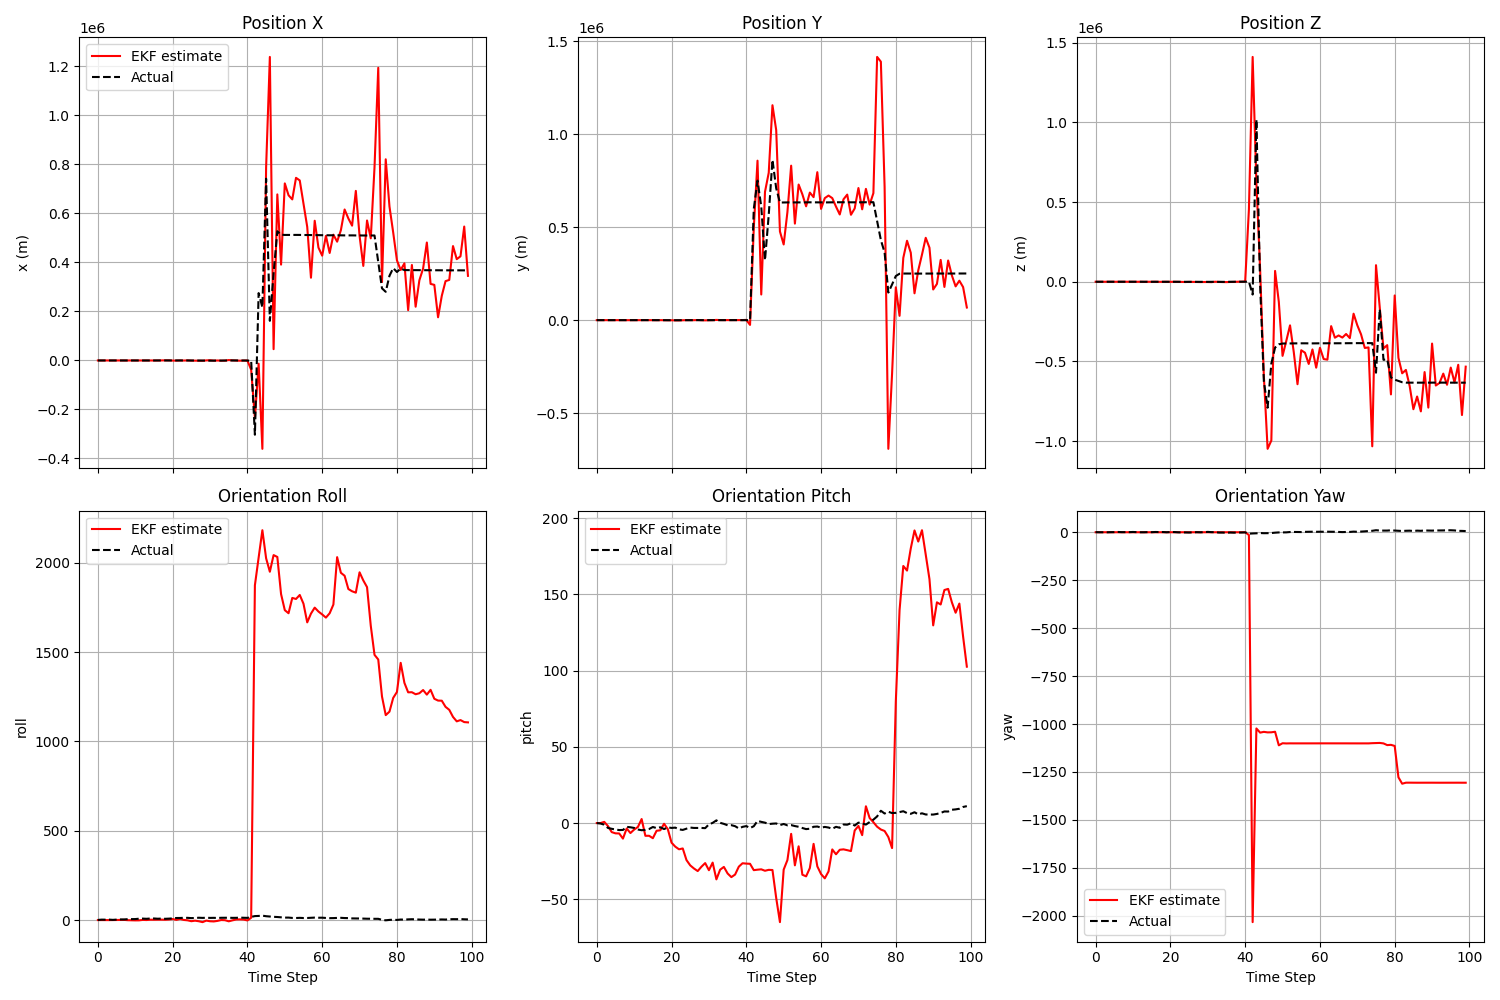 Position X
1e6
EKF estimate
Actual
x (m)
1.2
1.0
0.8
0.6
0.4
0.2
0.0
−0.2
−0.4
Position Y
1e6
y (m)
1.5
1.0
0.5
0.0
−0.5
Position Z
1e6
z (m)
1.5
1.0
0.5
0.0
−0.5
−1.0
Orientation Roll
EKF estimate
Actual
roll
2000
1500
1000
500
0
0 20 40 60 80 100
Time Step
Orientation Pitch
EKF estimate
Actual
pitch
200
150
100
50
0
−50
0 20 40 60 80 100
Time Step
Orientation Yaw
yaw
0
−250
−500
−750
−1000
−1250
−1500
−1750
−2000
EKF estimate
Actual
0 20 40 60 80 100
Time Step